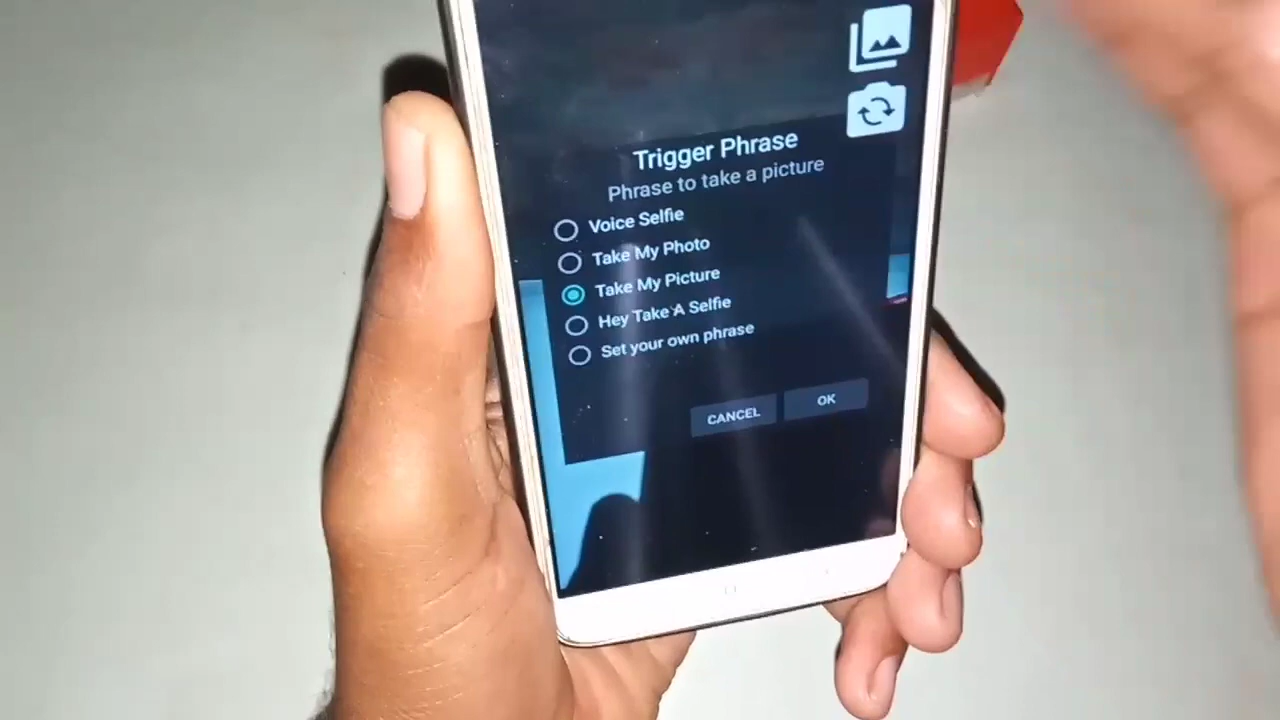 Trigger Phrase
Phrase to take a picture
Voice Selfie
Take My Photo
Take My Picture
Hey Take A Selfie
Set your own phrase
CANCEL OK